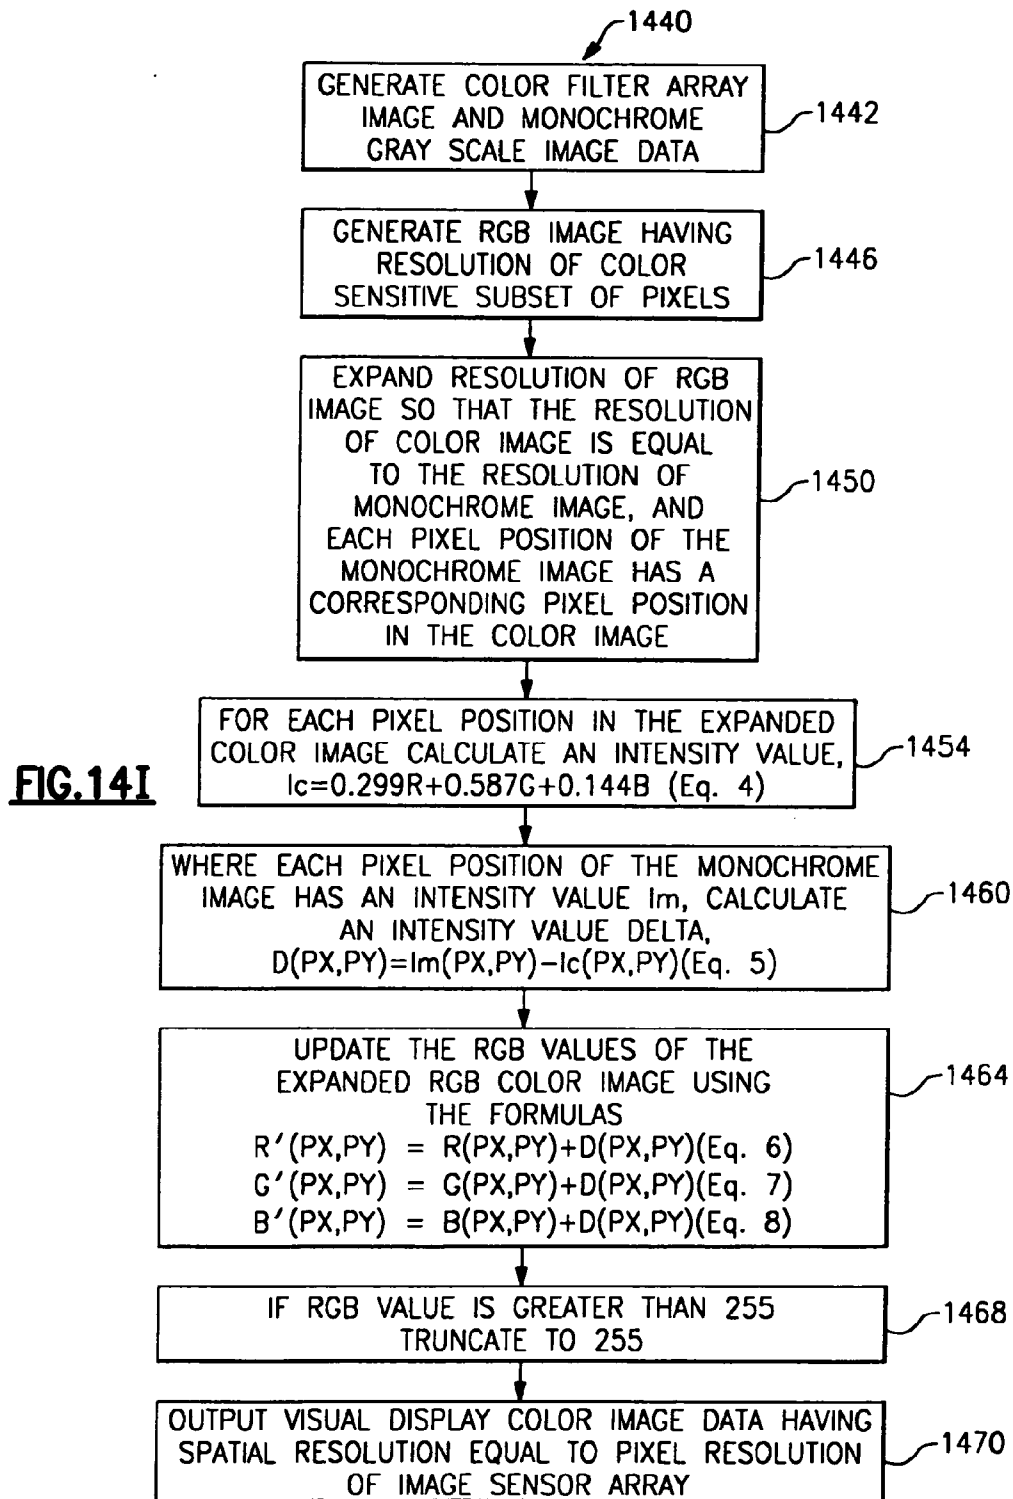 1440
GENERATE COLOR FILTER ARRAY
IMAGE AND MONOCHROME
GRAY SCALE IMAGE DATA
1442
GENERATE RGB IMAGE HAVING
RESOLUTION OF COLOR
SENSITIVE SUBSET OF PIXELS
1446
EXPAND RESOLUTION OF RGB
IMAGE SO THAT THE RESOLUTION
OF COLOR IMAGE IS EQUAL
TO THE RESOLUTION OF
MONOCHROME IMAGE, AND
EACH PIXEL POSITION OF THE
MONOCHROME IMAGE HAS A
CORRESPONDING PIXEL POSITION
IN THE COLOR IMAGE
1450
FOR EACH PIXEL POSITION IN THE EXPANDED
COLOR IMAGE CALCULATE AN INTENSITY VALUE,
Ic=0.299R+0.587G+0.144B (Eq. 4)
1454
FIG.14I
WHERE EACH PIXEL POSITION OF THE MONOCHROME
IMAGE HAS AN INTENSITY VALUE Im, CALCULATE
AN INTENSITY VALUE DELTA,
D(PX,PY)=Im(PX,PY)-Ic(PX,PY)(Eq. 5)
1460
UPDATE THE RGB VALUES OF THE
EXPANDED RGB COLOR IMAGE USING
THE FORMULAS
R'(PX,PY) = R(PX,PY)+D(PX,PY)(Eq. 6)
G'(PX,PY) = G(PX,PY)+D(PX,PY)(Eq. 7)
B'(PX,PY) = B(PX,PY)+D(PX,PY)(Eq. 8)
1464
IF RGB VALUE IS GREATER THAN 255
TRUNCATE TO 255
1468
OUTPUT VISUAL DISPLAY COLOR IMAGE DATA HAVING
SPATIAL RESOLUTION EQUAL TO PIXEL RESOLUTION
OF IMAGE SENSOR ARRAY
1470